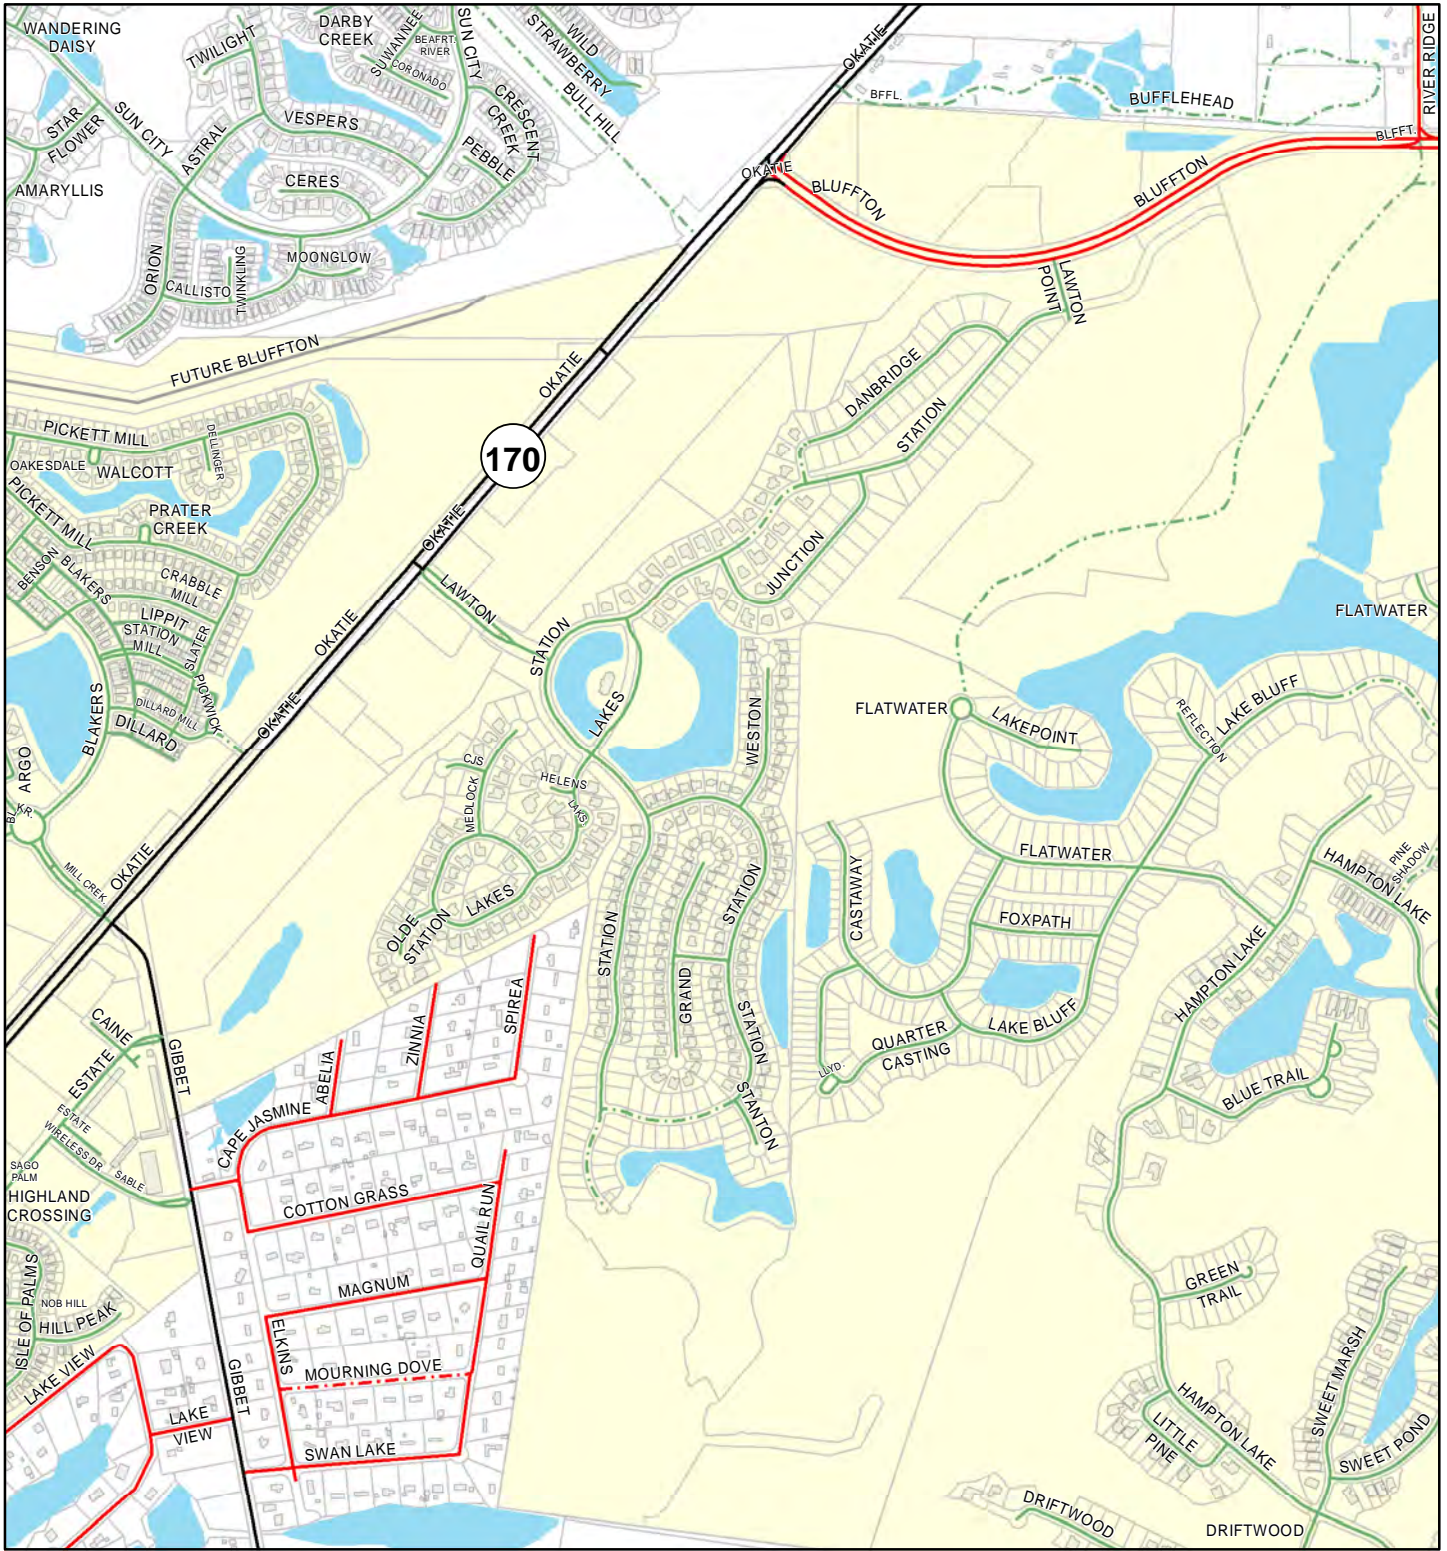 WANDERING
DAISY
TWILIGHT
DARBY
CREEK
SUWANNEE
BEAFRT.
RIVER
CORONADO
SUN CITY
WILD
STRAWBERRY
BULL HILL
CRESCENT
CREEK
PEBBLE
OKATIE
BFFL.
BUFFLEHEAD
RIVER RIDGE
BLFFT.
STAR
FLOWER
SUN CITY
ASTRAL
VESPERS
CERES
AMARYLLIS
OKATIE
BLUFFTON
BLUFFTON
ORION
CALLISTO
TWINKLING
MOONGLOW
LAWTON
POINT
LAWTON
FUTURE BLUFFTON
OKATIE
DANBRIDGE
STATION
PICKETT MILL
DELLINGER
OAKESDALE
WALCOTT
170
PICKETT MILL
PRATER
CREEK
OKATIE
BENSON
BLAKERS
CRABBLE
MILL
LIPPIT
STATION
MILL
SLATER
LAWTON
JUNCTION
FLATWATER
OKATIE
STATION
PICKWICK
BLAKERS
DILLARD MILL
DILLARD
OKATIE
LAKES
WESTON
FLATWATER
LAKEPOINT
REFLECTION
LAKE BLUFF
ARGO
BL
KR.
CJS
MEDLOCK
HELENS
LAKS.
MILL CREK.
OKATIE
FLATWATER
PINE
SHADOW
HAMPTON LAKE
CASTAWAY
OLDE
STATION
LAKES
STATION
STATION
FOXPATH
HAMPTON LAKE
GRAND
STATION
SPIREA
ZINNIA
ABELIA
CAPE JASMINE
QUARTER
CASTING
LAKE BLUFF
LLYD.
BLUE TRAIL
CAINE
ESTATE
GIBBET
ESTATE
WIRELESS DR
SABLE
STANTON
SAGO
PALM
HIGHLAND
CROSSING
COTTON GRASS
QUAIL RUN
ISLE OF PALMS
NOB HILL
HILL PEAK
MAGNUM
GREEN
TRAIL
ELKINS
MOURNING DOVE
LAKE VIEW
GIBBET
LAKE
VIEW
SWAN LAKE
SWEET MARSH
HAMPTON LAKE
LITTLE
PINE
SWEET POND
DRIFTWOOD
DRIFTWOOD